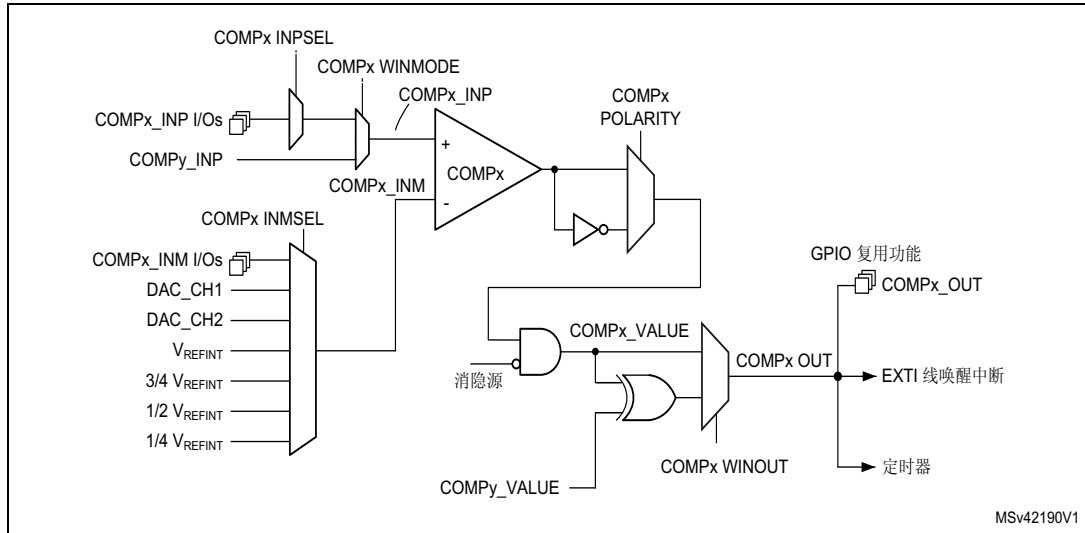 COMPx INPSEL
COMPx WINMODE
COMPx_INP
COMPx_INP I/Os
COMPy_INP
+
COMPx
-
COMPx_INM
COMPx
POLARITY
COMPx INMSEL
COMPx_INM I/Os
DAC_CH1
DAC_CH2
VREFINT
3/4 VREFINT
1/2 VREFINT
1/4 VREFINT
GPIO 复用功能
COMPx_OUT
COMPx_VALUE
COMPx OUT
消隐源
EXTI 线唤醒中断
COMPx WINOUT
定时器
COMPy_VALUE
MSv42190V1